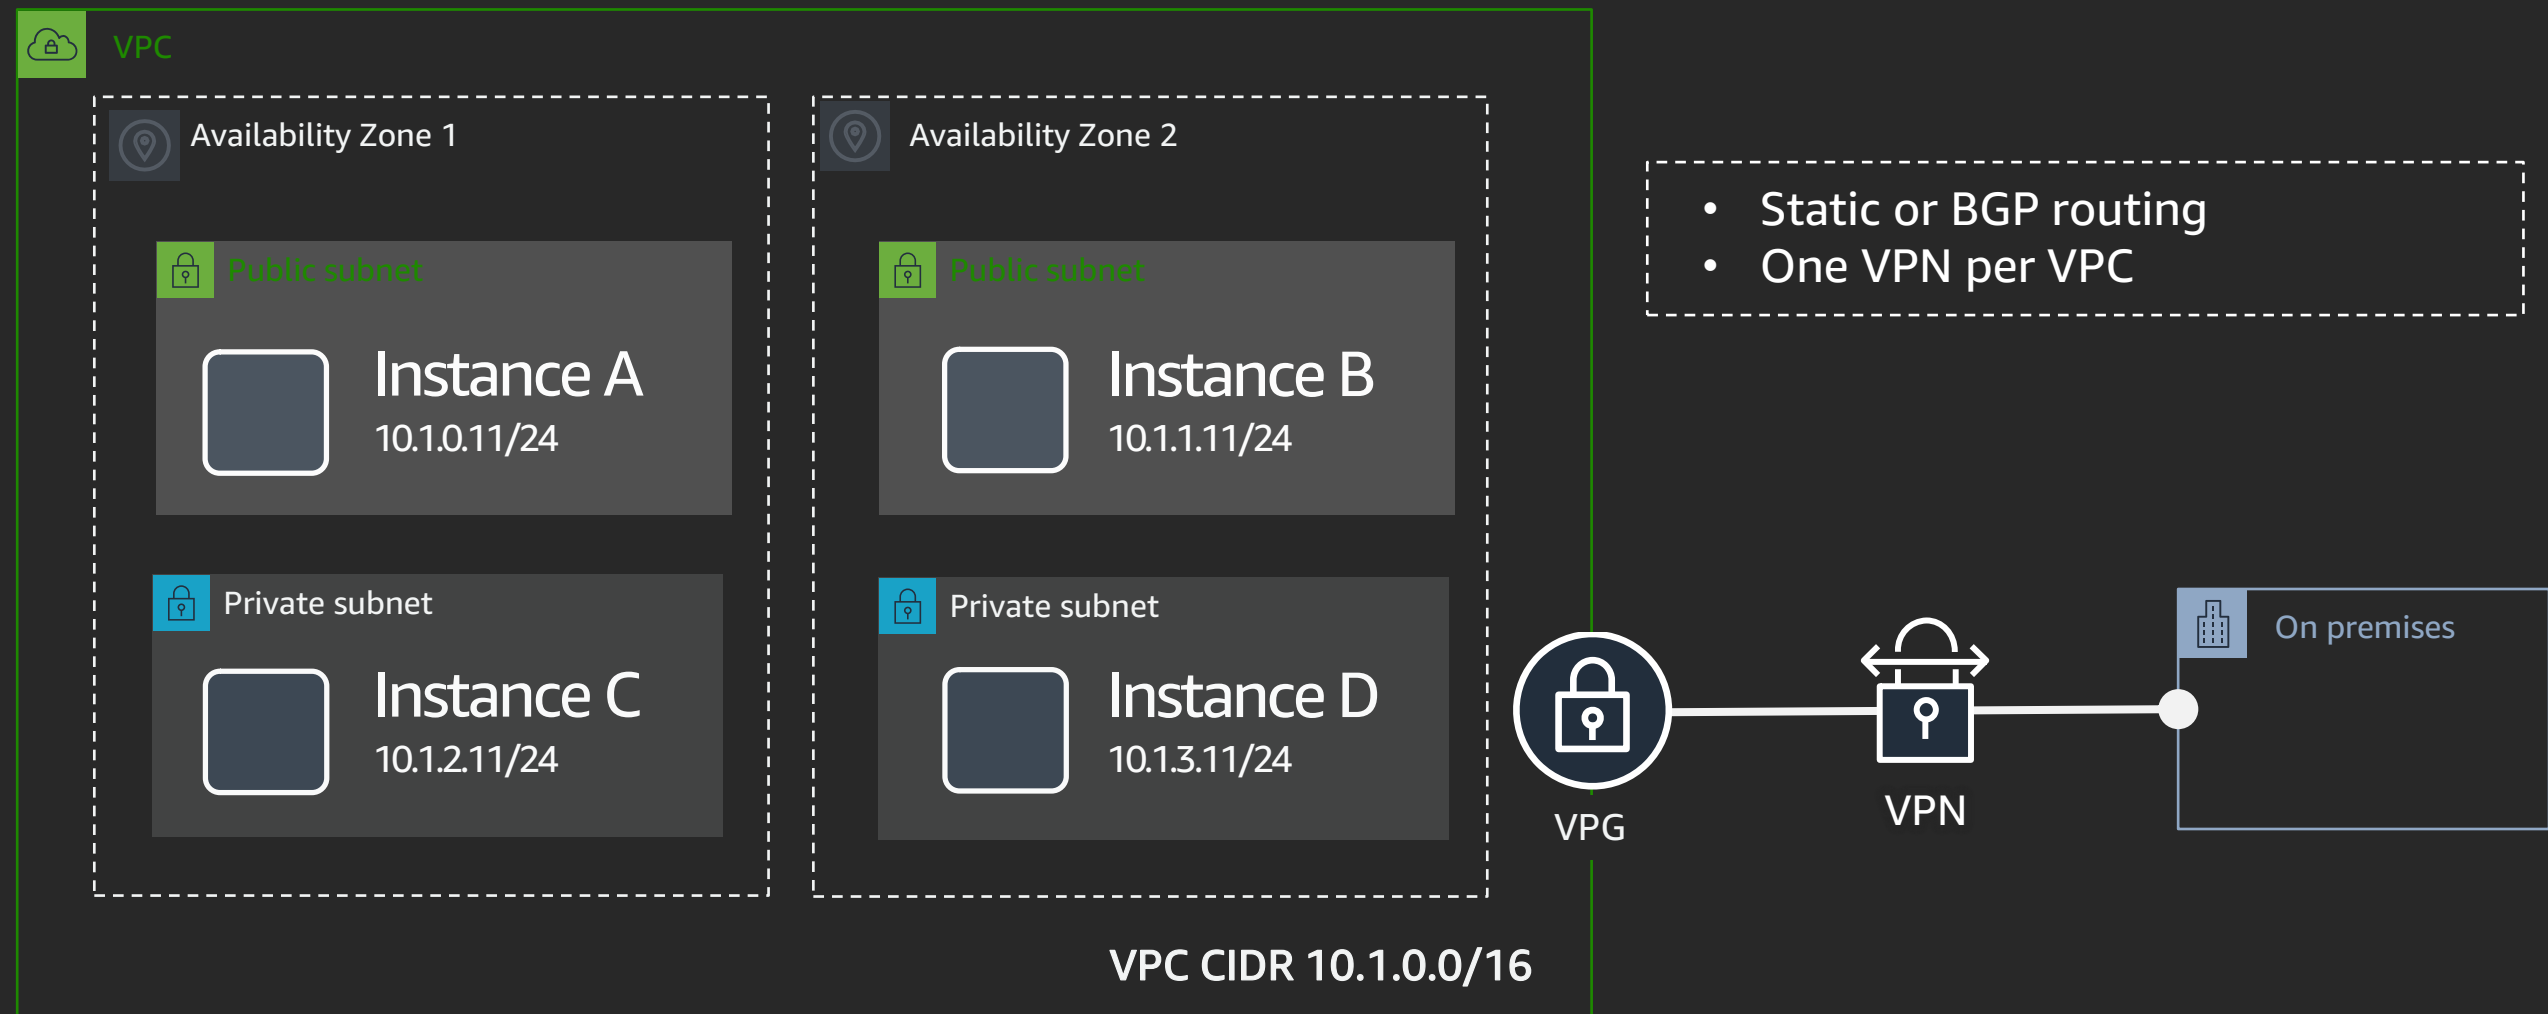 VPC
Availability Zone 1
Public subnet
Instance A
10.1.0.11/24
Private subnet
Instance C
10.1.2.11/24
Availability Zone 2
Public subnet
Instance B
10.1.1.11/24
Private subnet
Instance D
10.1.3.11/24
VPC CIDR 10.1.0.0/16
• Static or BGP routing
• One VPN per VPC
VPG
VPN
On premises